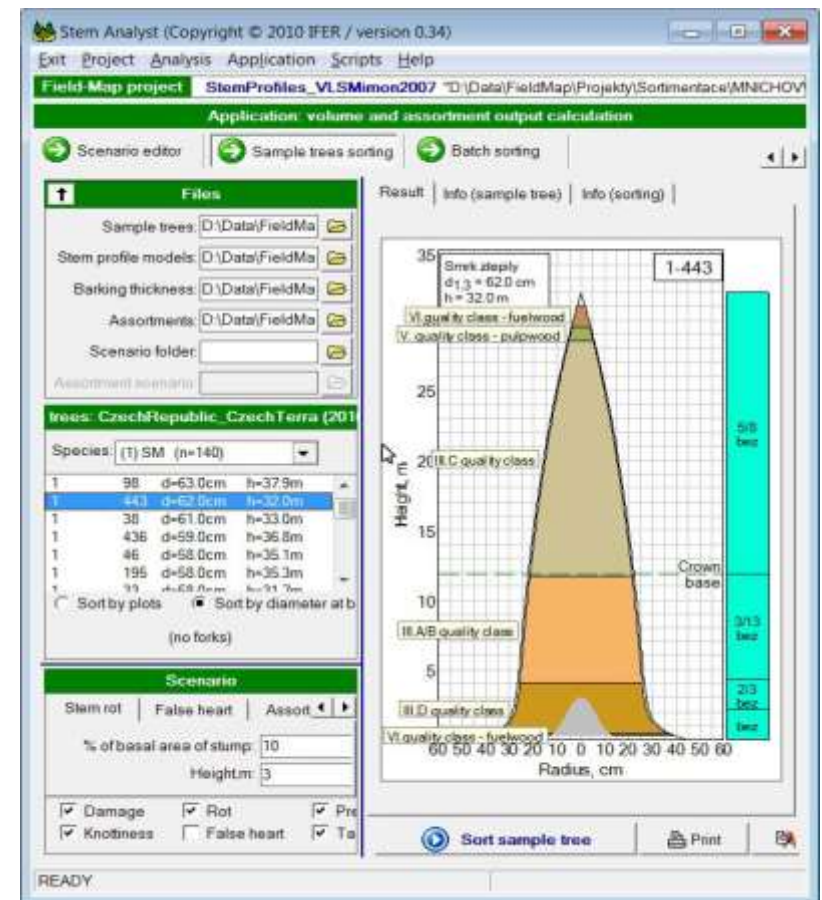 Stem Analyst (Copyright © 2010 IFER / version 0.34)
Exit Project Analysis Application Scripts Help
Field-Map project StemProfiles_VLSMimon2007 "D:\Data\FieldMap\Projekty\Sortimentace\MNICHOV
Application: volume and assortment output calculation
Scenario editor Sample trees sorting Batch sorting
Files
Sample trees: D:\Data\FieldMa
Stem profile models: D:\Data\FieldMa
Barking thickness: D:\Data\FieldMa
Assortments: D:\Data\FieldMa
Scenario folder:
Assortment scenario:
trees: CzechRepublic_CzechTerra (201
Species: (1) SM (n=140)
1 98 d=63.0cm h=37.9m
1 443 d=62.0cm h=32.0m
1 38 d=61.0cm h=33.0m
1 436 d=59.0cm h=36.8m
1 46 d=58.0cm h=35.1m
1 195 d=58.0cm h=35.3m
1 33 d=58.0cm h=31.7m
Sort by plots Sort by diameter at b
(no forks)
Scenario
Stem rot False heart Assort
% of basal area of stump: 10
Height,m: 3
Damage Rot Pre
Knottiness False heart Ta
Result Info (sample tree) Info (sorting)
35
Smrk ztepily
d1,3 = 62.0 cm
h = 32.0 m
1-443
VI.quality class - fuelwood
V. quality class - pulpwood
25
5/8
bez
20
III.C quality class
Height, m
15
Crown
base
10
3/13
bez
III.A/B quality class
5
2/3
bez
III.D quality class
bez
VI.quality class - fuelwood
60 50 40 30 20 10 0 10 20 30 40 50 60
Radius, cm
Sort sample tree Print
READY